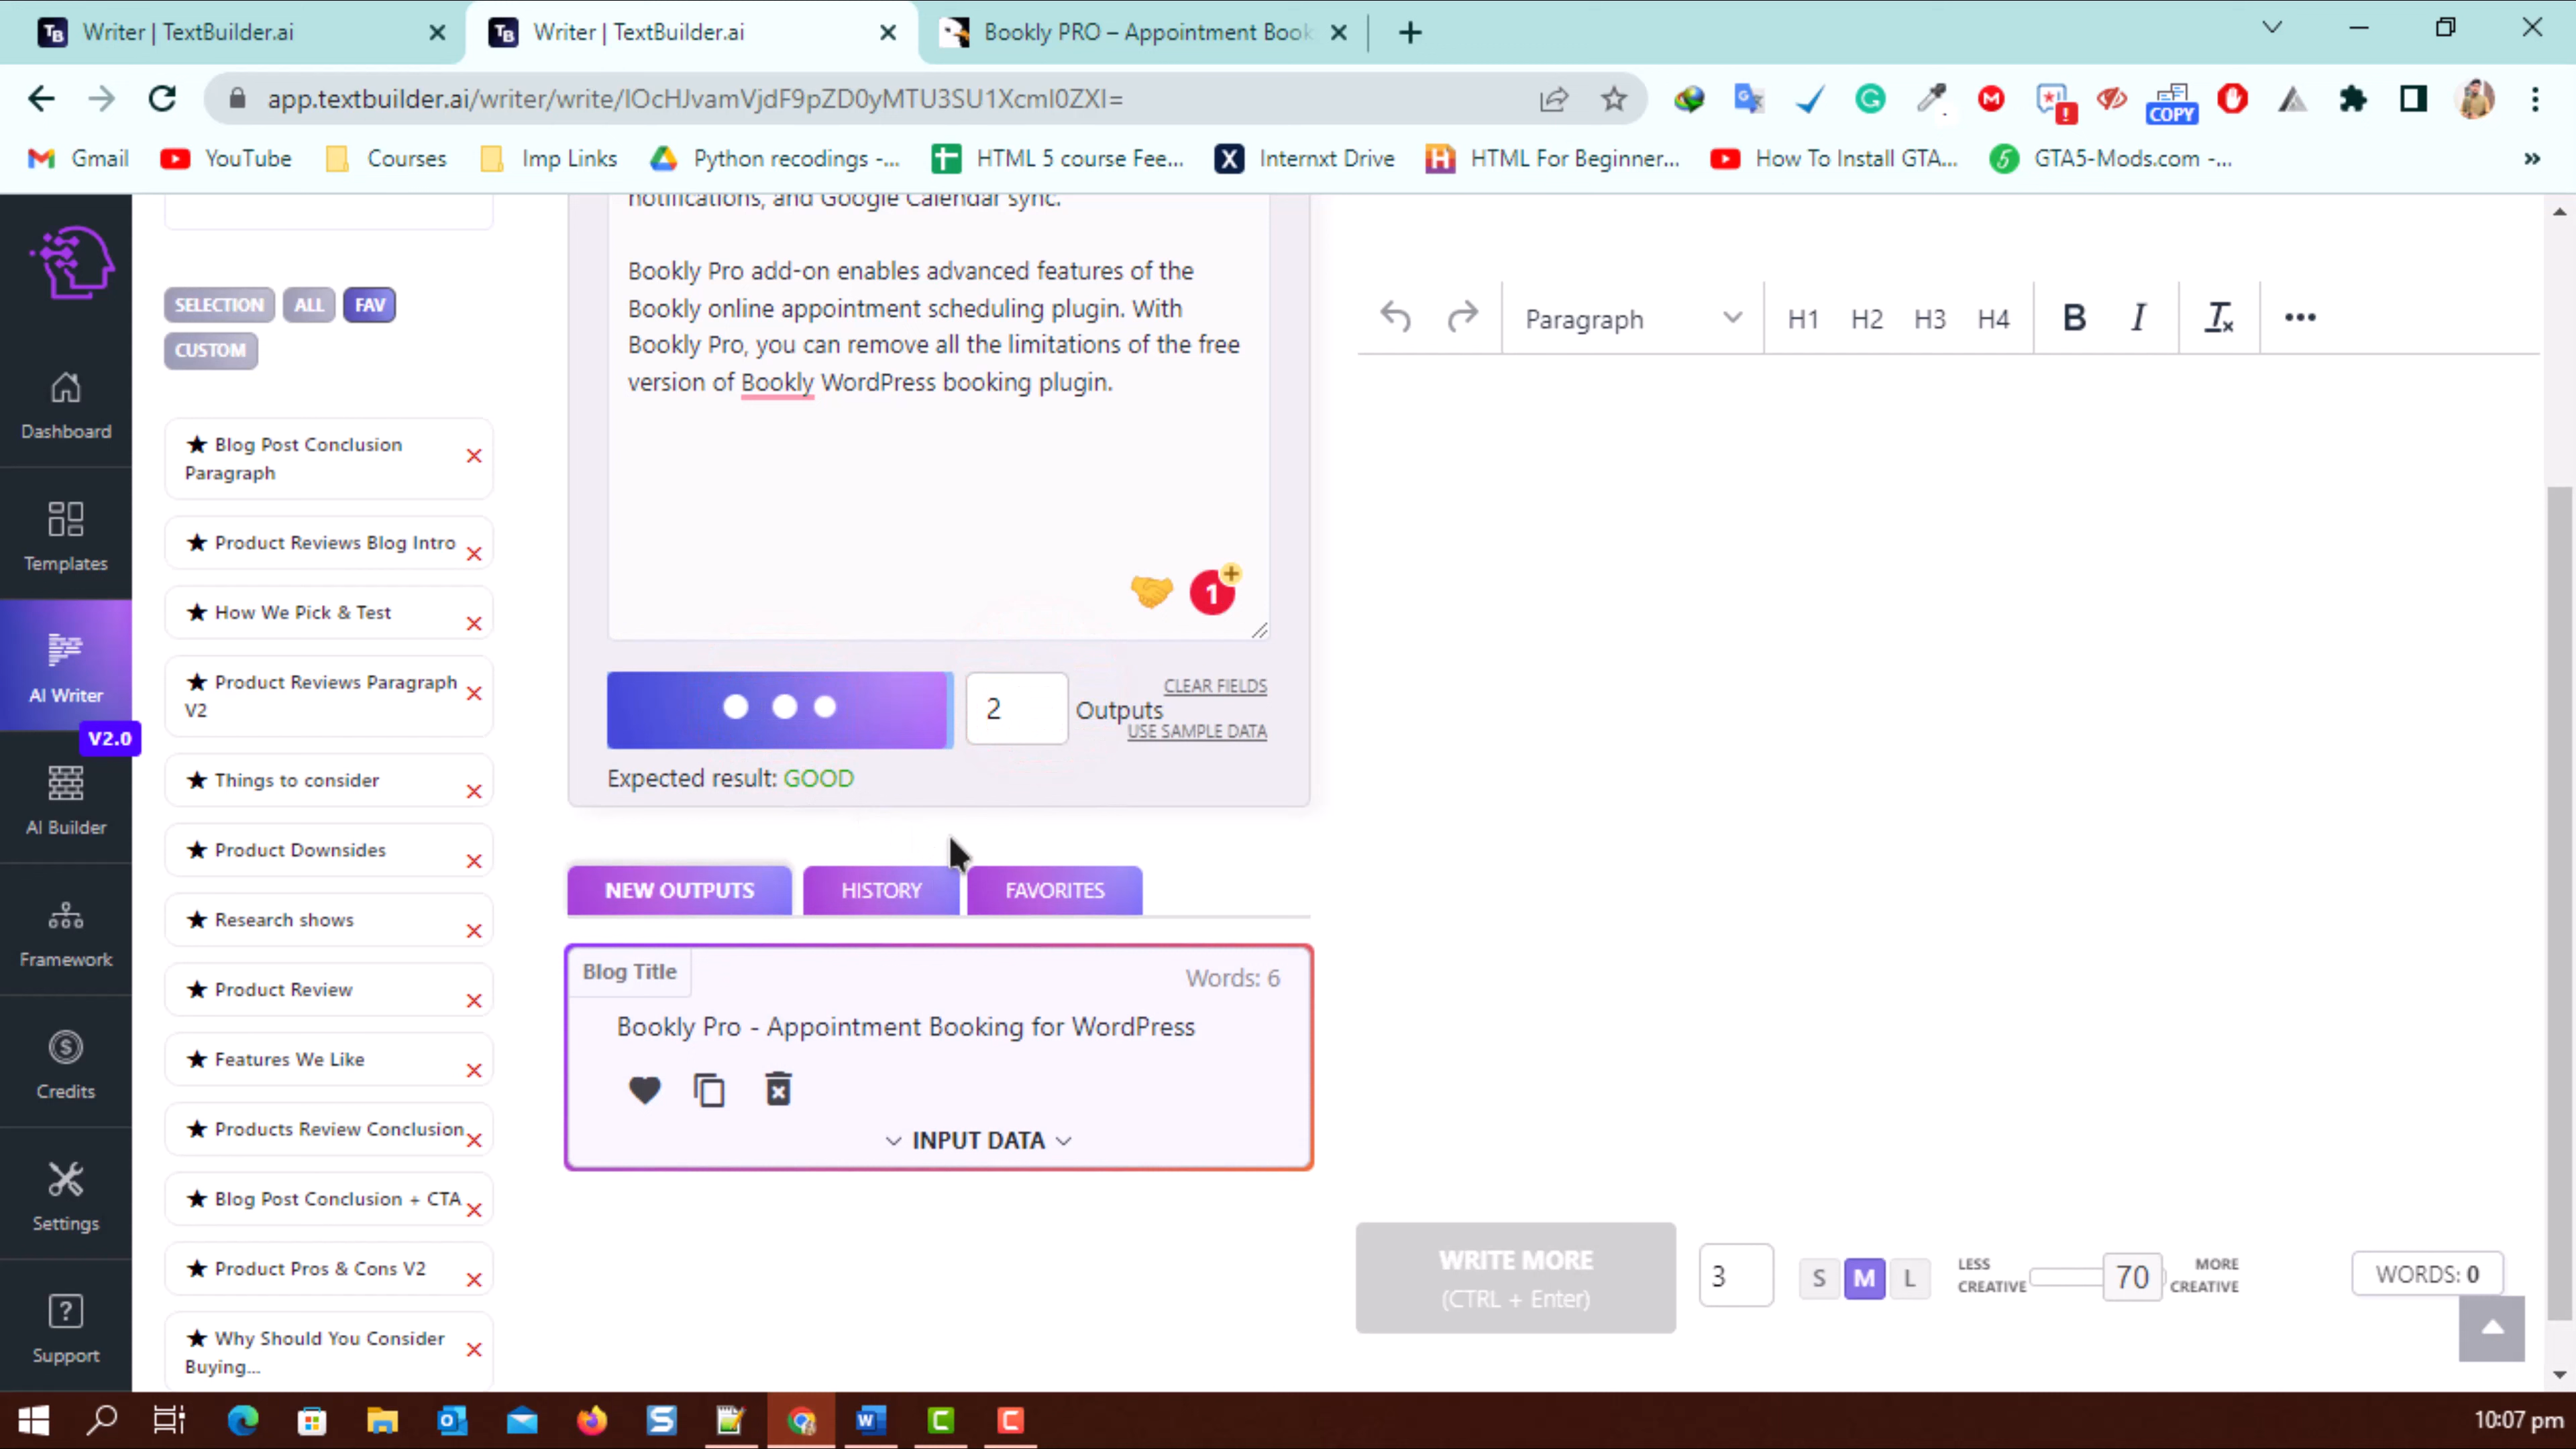 Writer | TextBuilder.ai
Writer | TextBuilder.ai
Bookly PRO – Appointment Book
app.textbuilder.ai/writer/write/IOcHJvamVjdF9pZD0yMTU3SU1XcmI0ZXI=
COPY
Gmail
YouTube
Courses
Imp Links
Python recodings -...
HTML 5 course Fee...
Internxt Drive
HTML For Beginner...
How To Install GTA...
GTA5-Mods.com -...
Dashboard
Templates
AI Writer
V2.0
AI Builder
Framework
Credits
Settings
Support
SELECTION
ALL
FAV
CUSTOM
★ Blog Post Conclusion
Paragraph
★ Product Reviews Blog Intro
★ How We Pick & Test
★ Product Reviews Paragraph
V2
★ Things to consider
★ Product Downsides
★ Research shows
★ Product Review
★ Features We Like
★ Products Review Conclusion
★ Blog Post Conclusion + CTA
★ Product Pros & Cons V2
★ Why Should You Consider
Buying...
notifications, and Google Calendar sync.
Bookly Pro add-on enables advanced features of the
Bookly online appointment scheduling plugin. With
Bookly Pro, you can remove all the limitations of the free
version of Bookly WordPress booking plugin.
1
2
Outputs
CLEAR FIELDS
USE SAMPLE DATA
Expected result: GOOD
NEW OUTPUTS
HISTORY
FAVORITES
Blog Title
Words: 6
Bookly Pro - Appointment Booking for WordPress
INPUT DATA
Paragraph
H1
H2
H3
H4
B
I
WRITE MORE
(CTRL + Enter)
3
S
M
L
LESS
CREATIVE
70
MORE
CREATIVE
WORDS: 0
10:07 pm